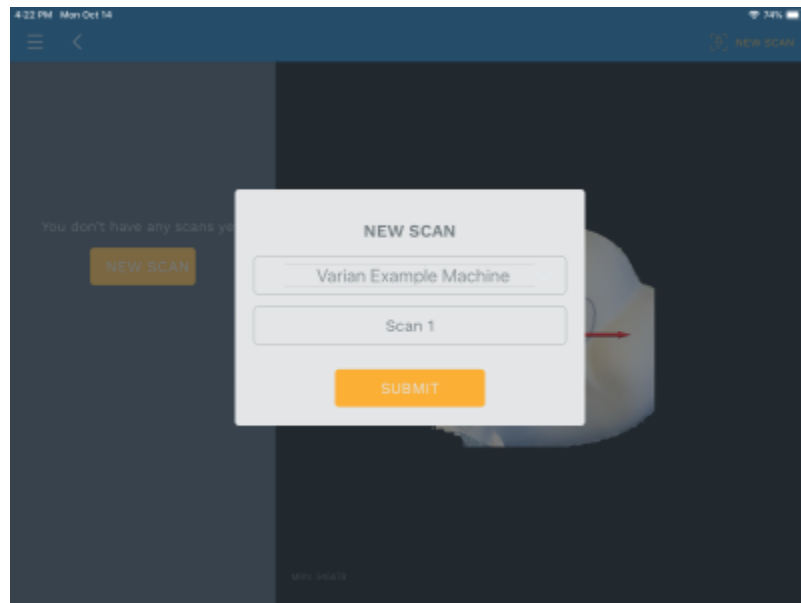 4:22 PM Mon Oct 14
74%
NEW SCAN
You don't have any scans ye
NEW SCAN
NEW SCAN
Varian Example Machine
Scan 1
SUBMIT